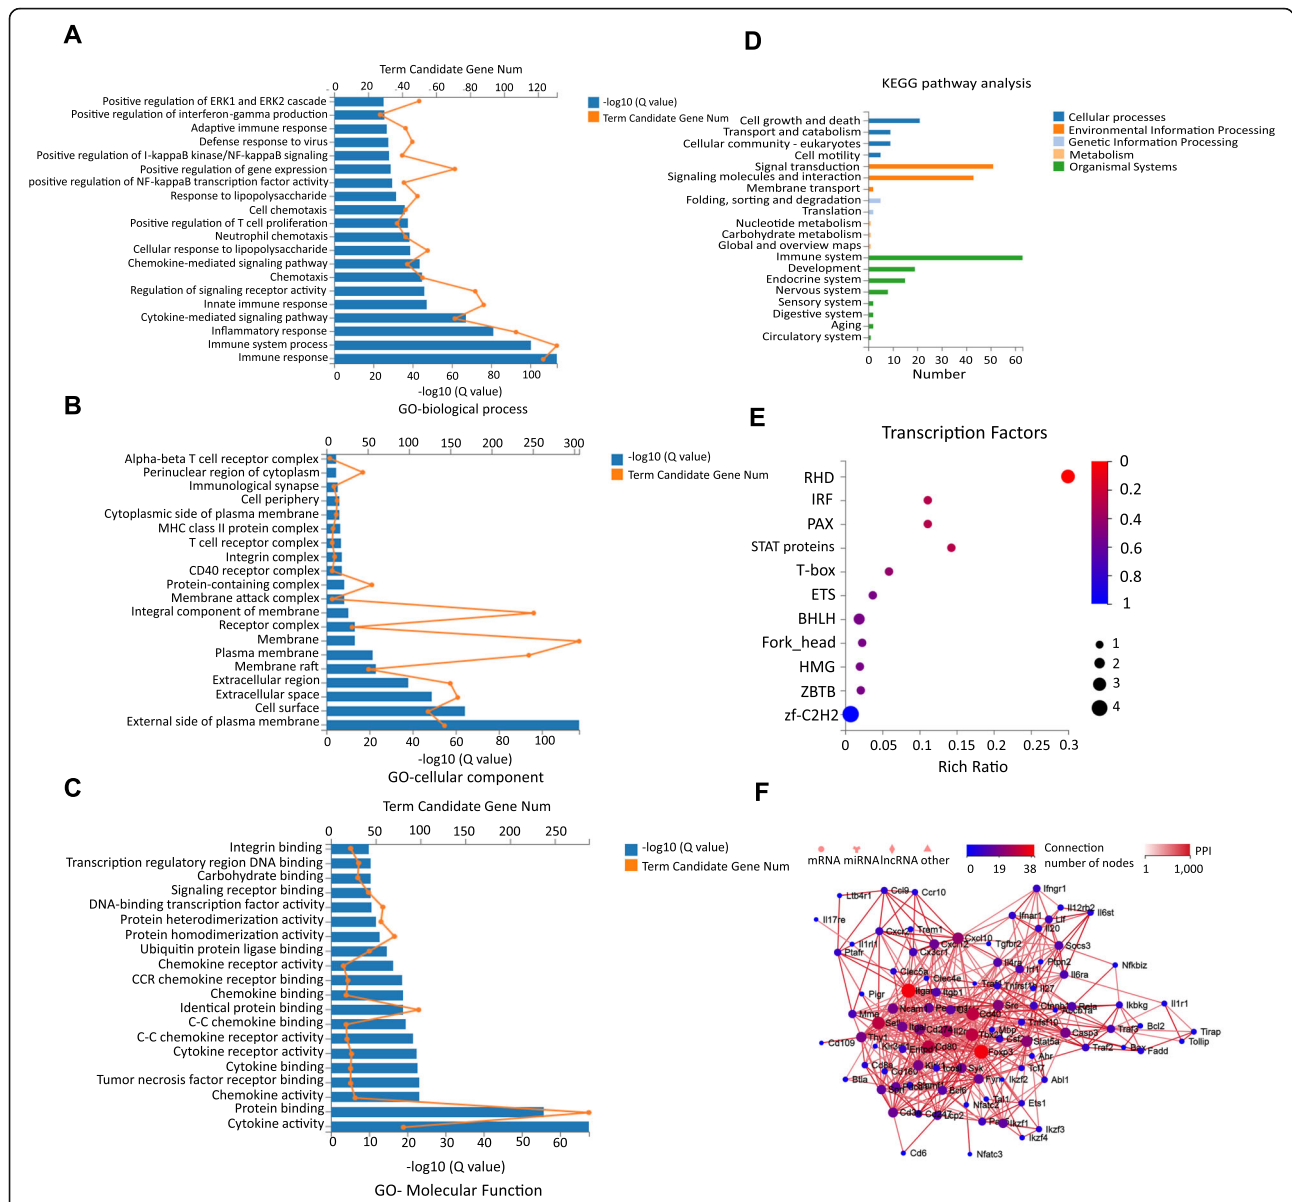 A
Term Candidate Gene Num
0 20 40 60 80 100 120
Positive regulation of ERK1 and ERK2 cascade
Positive regulation of interferon-gamma production
Adaptive immune response
Defense response to virus
Positive regulation of I-kappaB kinase/NF-kappaB signaling
Positive regulation of gene expression
positive regulation of NF-kappaB transcription factor activity
Response to lipopolysaccharide
Cell chemotaxis
Positive regulation of T cell proliferation
Neutrophil chemotaxis
Cellular response to lipopolysaccharide
Chemokine-mediated signaling pathway
Chemotaxis
Regulation of signaling receptor activity
Innate immune response
Cytokine-mediated signaling pathway
Inflammatory response
Immune system process
Immune response
0 20 40 60 80 100
-log10 (Q value)
GO-biological process
-log10 (Q value)
Term Candidate Gene Num
B
0 50 100 150 200 250 300
Alpha-beta T cell receptor complex
Perinuclear region of cytoplasm
Immunological synapse
Cell periphery
Cytoplasmic side of plasma membrane
MHC class II protein complex
T cell receptor complex
Integrin complex
CD40 receptor complex
Protein-containing complex
Membrane attack complex
Integral component of membrane
Receptor complex
Membrane
Plasma membrane
Membrane raft
Extracellular region
Extracellular space
Cell surface
External side of plasma membrane
0 20 40 60 80 100
-log10 (Q value)
GO-cellular component
-log10 (Q value)
Term Candidate Gene Num
C
Term Candidate Gene Num
0 50 100 150 200 250
Integrin binding
Transcription regulatory region DNA binding
Carbohydrate binding
Signaling receptor binding
DNA-binding transcription factor activity
Protein heterodimerization activity
Protein homodimerization activity
Ubiquitin protein ligase binding
Chemokine receptor activity
CCR chemokine receptor binding
Chemokine binding
Identical protein binding
C-C chemokine binding
C-C chemokine receptor activity
Cytokine receptor activity
Cytokine binding
Tumor necrosis factor receptor binding
Chemokine activity
Protein binding
Cytokine activity
0 10 20 30 40 50 60
-log10 (Q value)
GO- Molecular Function
-log10 (Q value)
Term Candidate Gene Num
D
KEGG pathway analysis
Cell growth and death
Transport and catabolism
Cellular community - eukaryotes
Cell motility
Signal transduction
Signaling molecules and interaction
Membrane transport
Folding, sorting and degradation
Translation
Nucleotide metabolism
Carbohydrate metabolism
Global and overview maps
Immune system
Development
Endocrine system
Nervous system
Sensory system
Digestive system
Aging
Circulatory system
0 10 20 30 40 50 60
Number
Cellular processes
Environmental Information Processing
Genetic Information Processing
Metabolism
Organismal Systems
E
Transcription Factors
RHD
IRF
PAX
STAT proteins
T-box
ETS
BHLH
Fork_head
HMG
ZBTB
zf-C2H2
0 0.05 0.1 0.15 0.2 0.25 0.3
Rich Ratio
0
0.2
0.4
0.6
0.8
1
1
2
3
4
F
mRNA miRNA lncRNA other
Connection number of nodes
0 19 38
PPI
1 1,000
Ltb4r1
Ccl9
Ccr10
Ifngr1
Il12rb2
Il6st
Il17re
Ifnar1
Lif
Il20
Cxcr2
Trem1
Cxcl10
Il1rl1
Ptafr
Cx3cr1
Tgfbr2
Socs3
Il4ra
Irf1
Ptpn2
Il6ra
Nfkbiz
Clec5a
Clec4e
Traf1
Il27
Pigr
Itgb1
Mme
Ncam1
Src
Ikbkg
Il1r1
Cd40
Sell
Cd274
Mbp
Casp3
Traf3
Bcl2
Tirap
Tollip
Cd109
Thy1
Cd80
Foxp3
Stat5a
Traf2
Bax
Fadd
Ahr
Cd8a
Cd160
Syk
Tcf7
Btla
Fyn
Ikzf2
Abl1
Bcl6
Tal1
Nfatc2
Ets1
Lcp2
Ikzf1
Ikzf3
Ikzf4
Cd6
Nfatc3